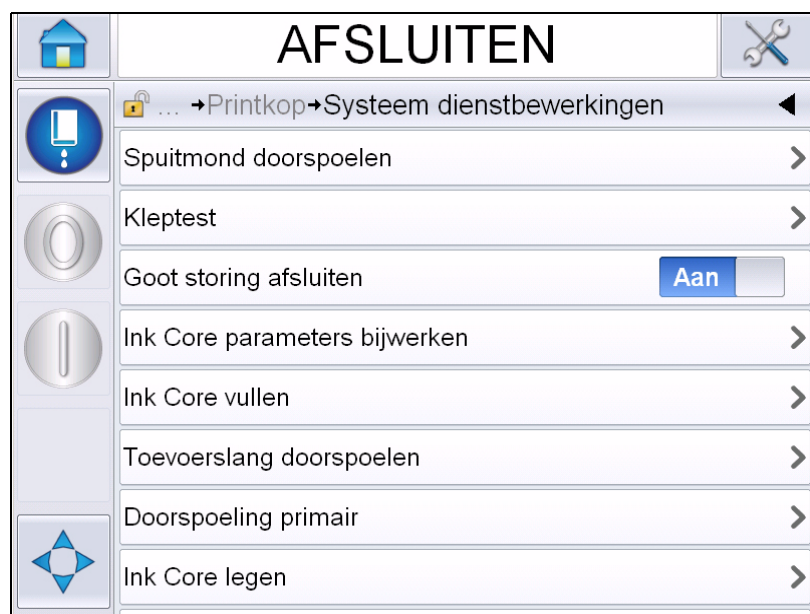 AFSLUITEN
... →Printkop→Systeem dienstbewerkingen
Spuitmond doorspoelen
Kleptest
Goot storing afsluiten Aan
Ink Core parameters bijwerken
Ink Core vullen
Toevoerslang doorspoelen
Doorspoeling primair
Ink Core legen